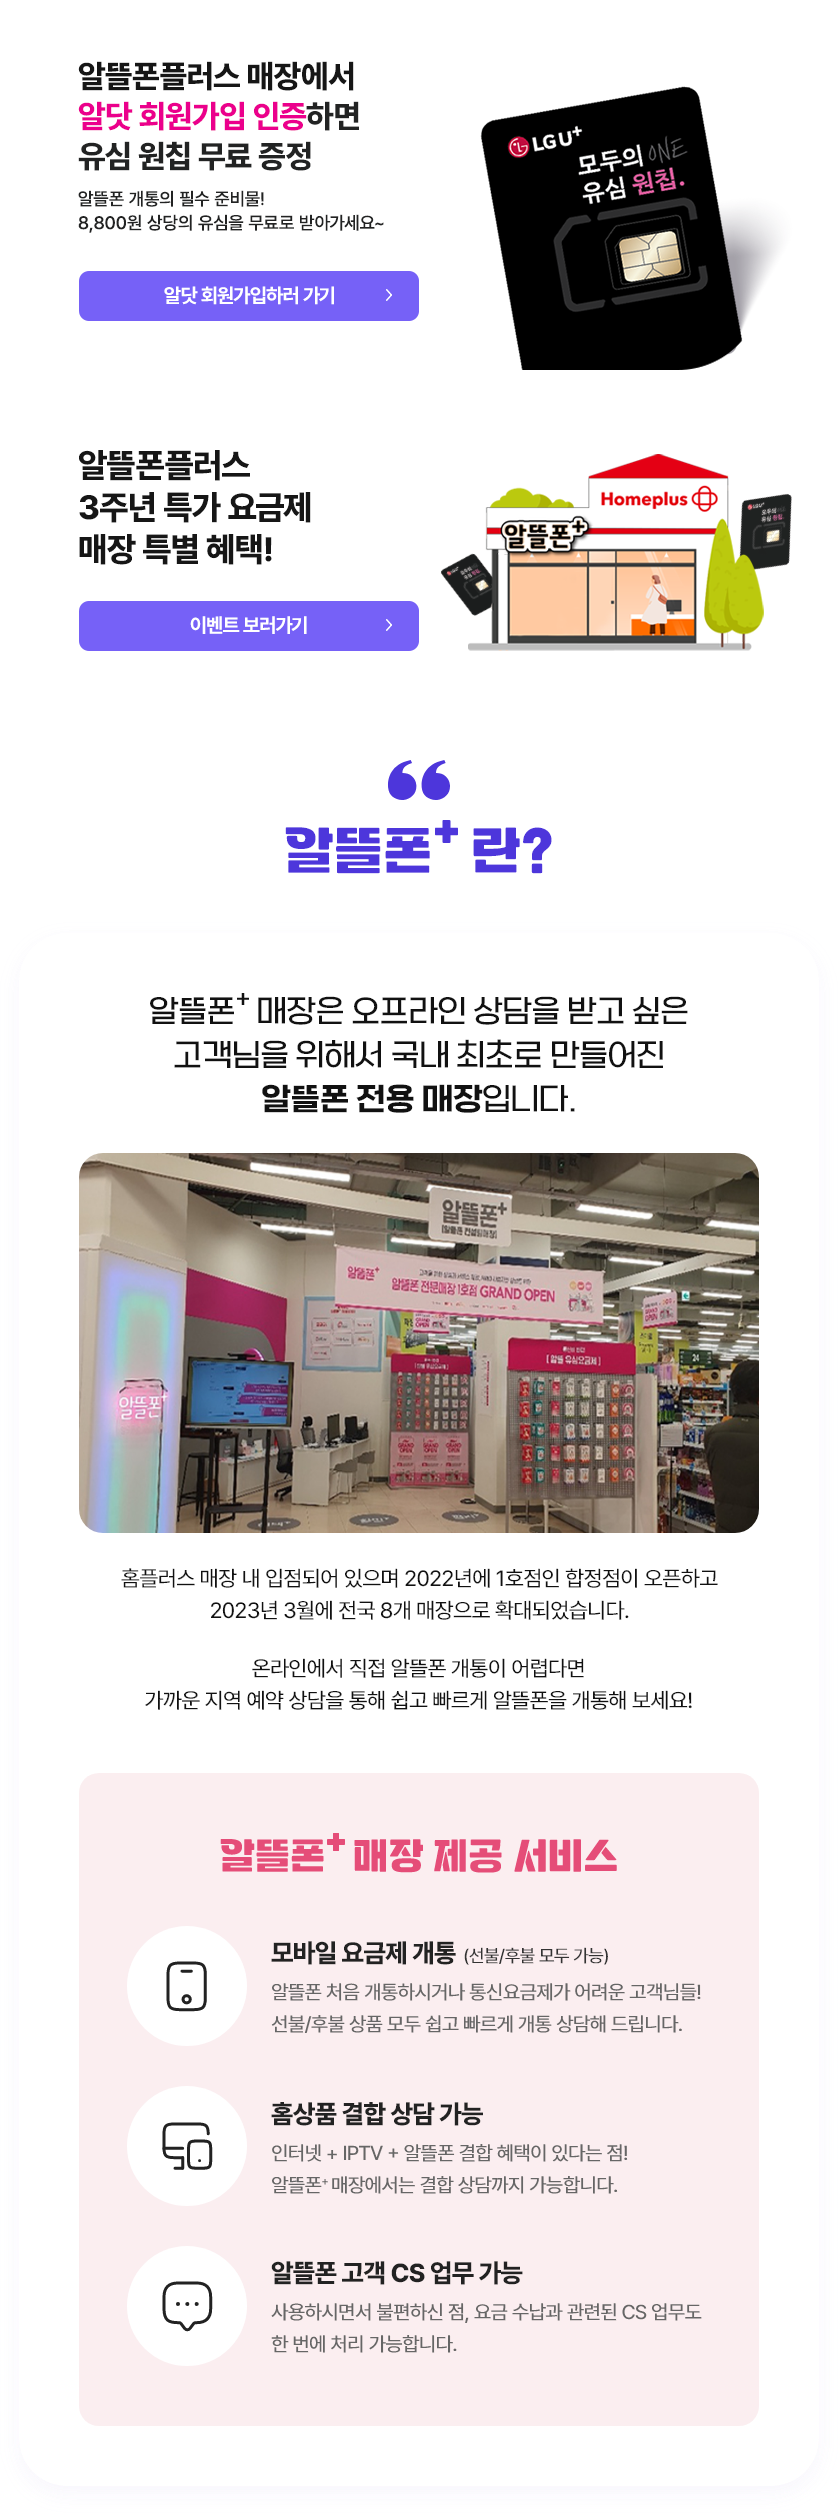 알뜰폰플러스 매장에서
알닷 회원가입 인증하면
유심 원칩 무료 증정
알뜰폰 개통의 필수 준비물!
8,800원 상당의 유심을 무료로 받아가세요~
알닷 회원가입하러 가기
LG U+
모두의 ONE
유심 원칩.
알뜰폰플러스
3주년 특가 요금제
매장 특별 혜택!
이벤트 보러가기
Homeplus
알뜰폰+
알뜰폰+ 란?
알뜰폰+ 매장은 오프라인 상담을 받고 싶은
고객님을 위해서 국내 최초로 만들어진
알뜰폰 전용 매장입니다.
알뜰폰+
[알뜰폰 컨설팅매장]
알뜰폰+
알뜰폰 전문매장 1호점 GRAND OPEN
[ 알뜰 유심요금제 ]
알뜰폰+
홈플러스 매장 내 입점되어 있으며 2022년에 1호점인 합정점이 오픈하고
2023년 3월에 전국 8개 매장으로 확대되었습니다.
온라인에서 직접 알뜰폰 개통이 어렵다면
가까운 지역 예약 상담을 통해 쉽고 빠르게 알뜰폰을 개통해 보세요!
알뜰폰+ 매장 제공 서비스
모바일 요금제 개통 (선불/후불 모두 가능)
알뜰폰 처음 개통하시거나 통신요금제가 어려운 고객님들!
선불/후불 상품 모두 쉽고 빠르게 개통 상담해 드립니다.
홈상품 결합 상담 가능
인터넷 + IPTV + 알뜰폰 결합 혜택이 있다는 점!
알뜰폰+ 매장에서는 결합 상담까지 가능합니다.
알뜰폰 고객 CS 업무 가능
사용하시면서 불편하신 점, 요금 수납과 관련된 CS 업무도
한 번에 처리 가능합니다.